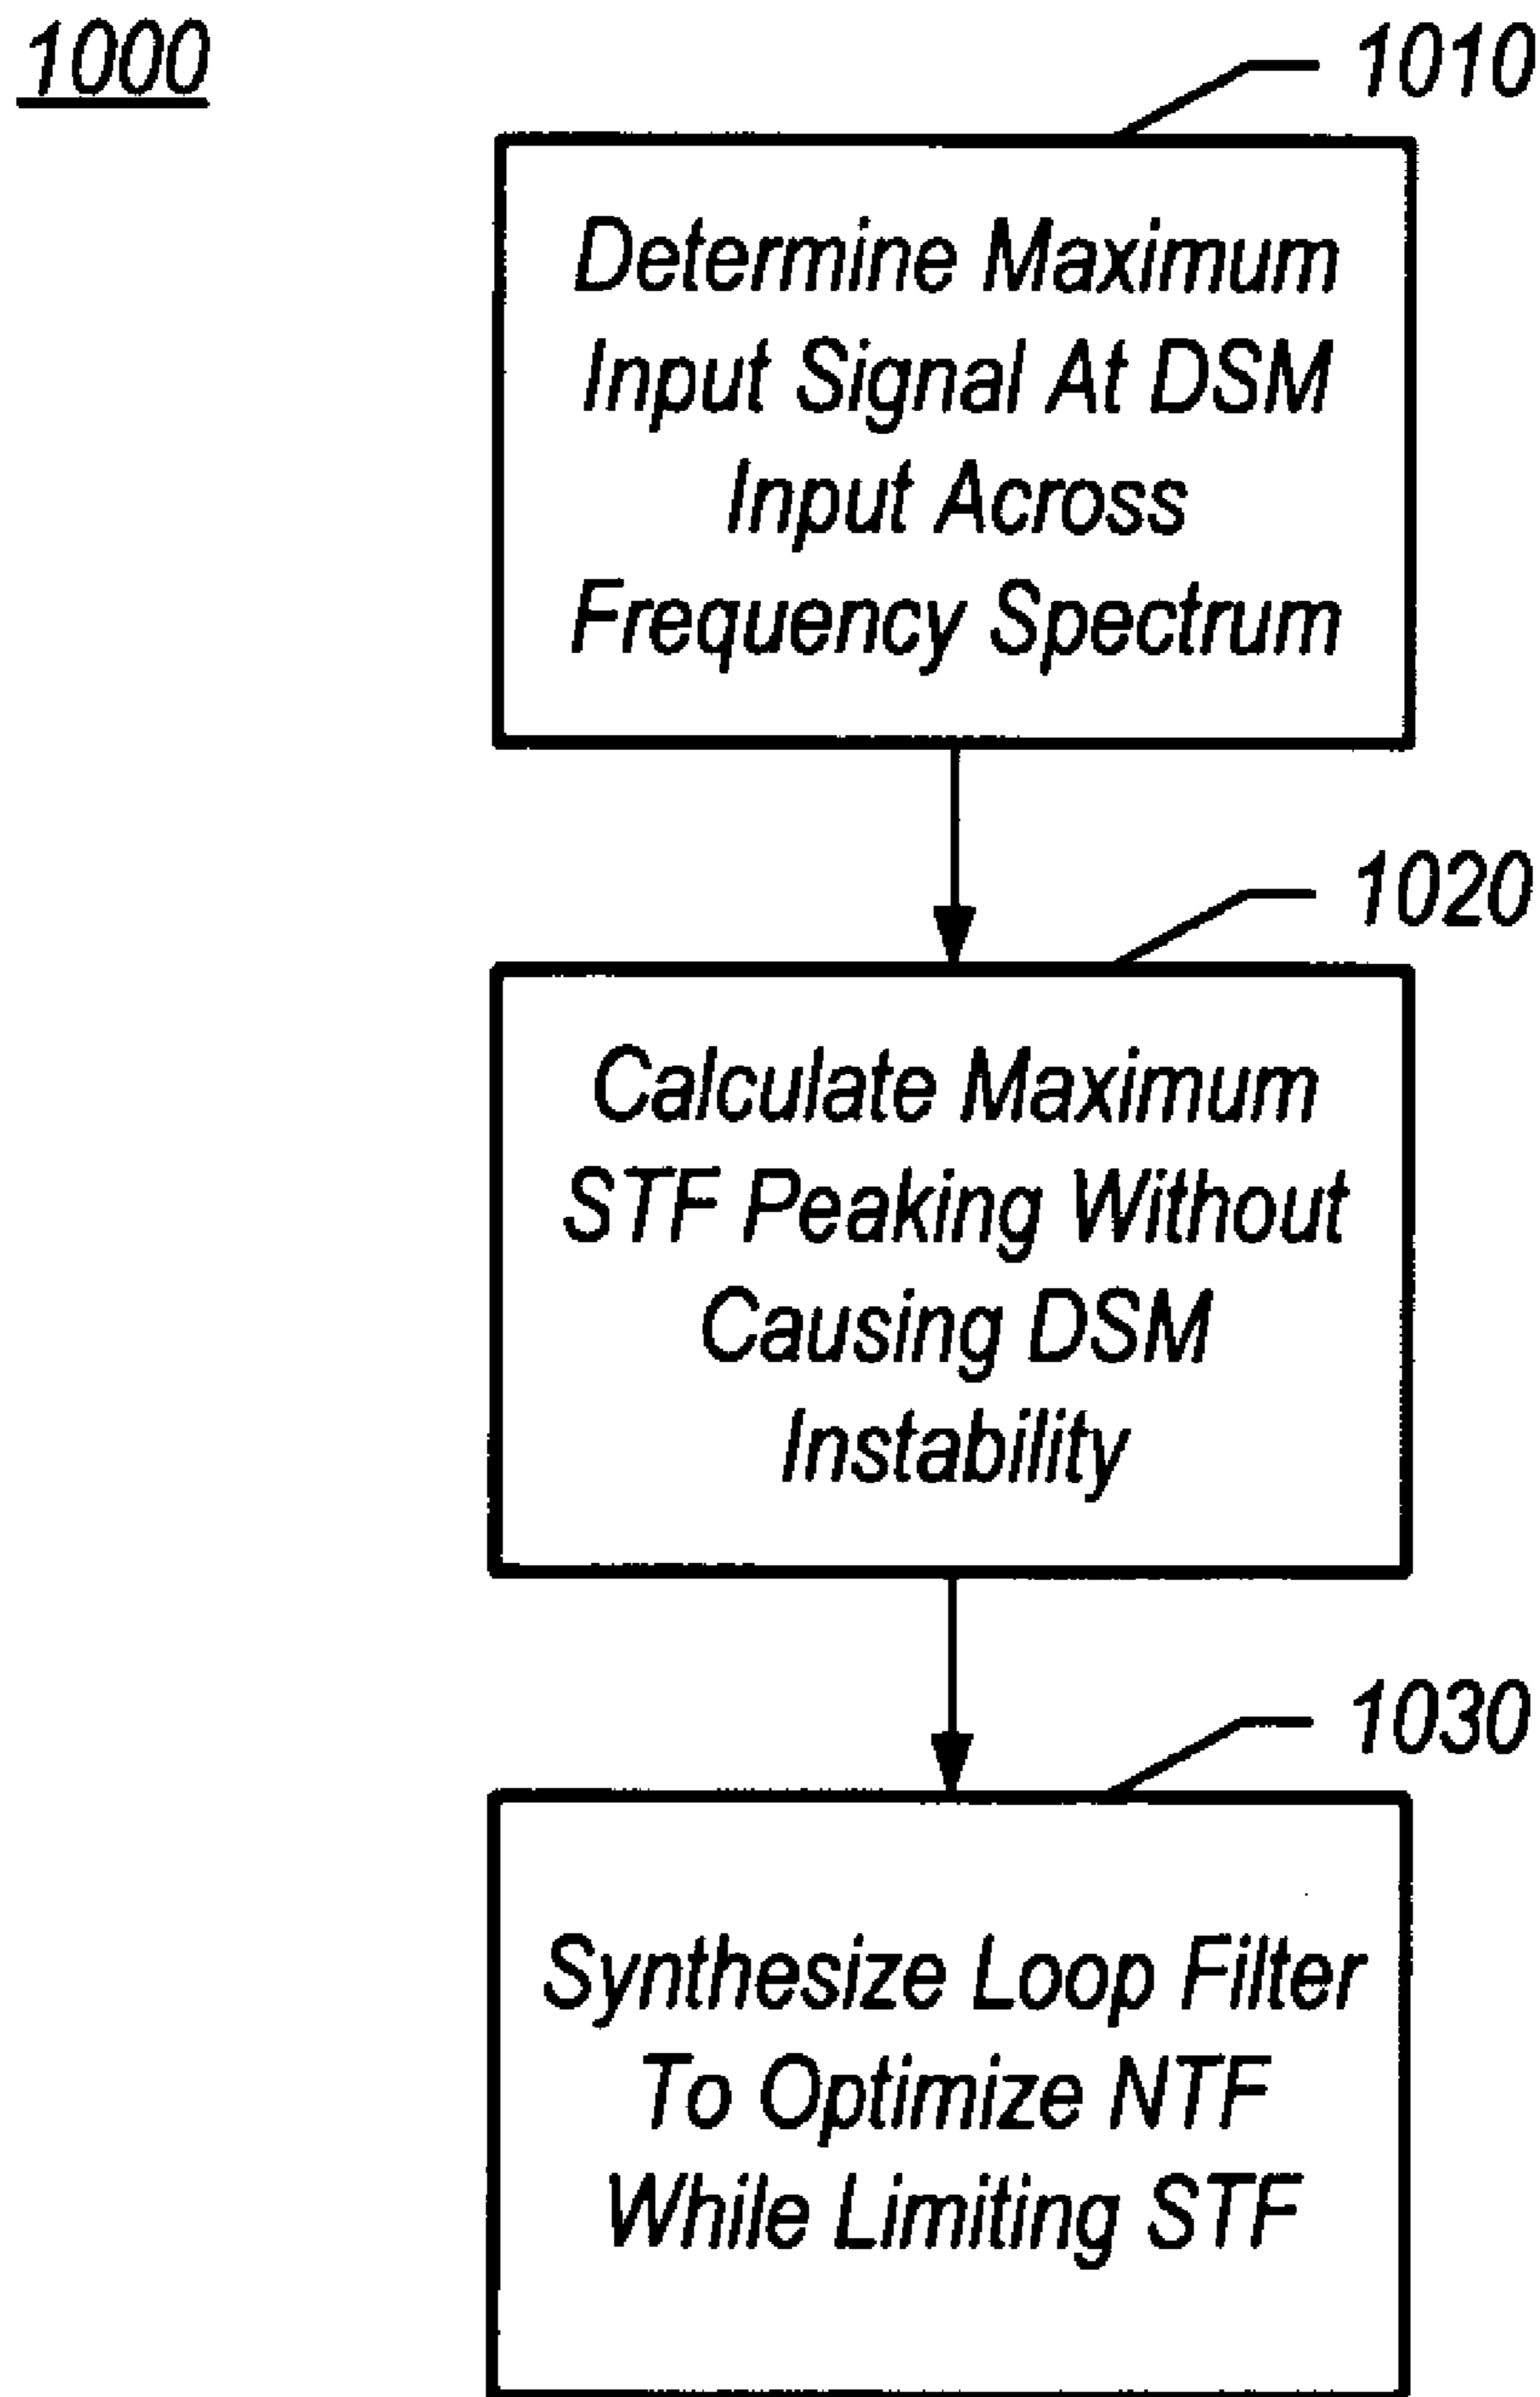 1000
1010
Determine Maximum
Input Signal At DSM
Input Across
Frequency Spectrum
1020
Calculate Maximum
STF Peaking Without
Causing DSM
Instability
1030
Synthesize Loop Filter
To Optimize NTF
While Limiting STF